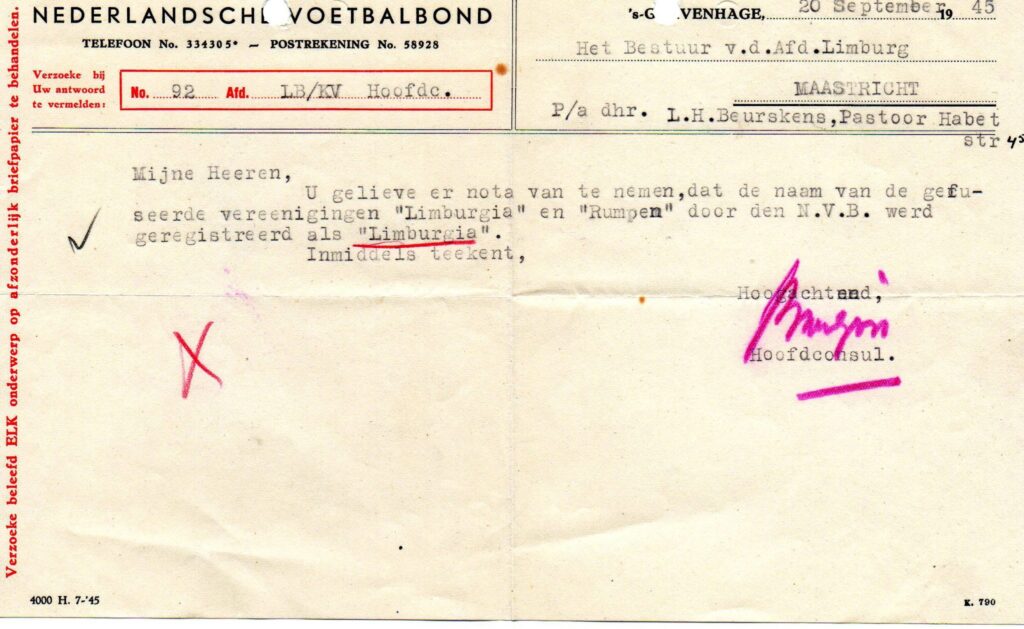 NEDERLANDSCHE VOETBALBOND
TELEFOON No. 334305* — POSTREKENING No. 58928
Verzoeke bij
Uw antwoord
te vermelden:
No. 92 Afd. LB/KV Hoofdc.
's-G VENHAGE, 20 September 19 45
Het Bestuur v.d.Afd.Limburg
MAASTRICHT
P/a dhr. L.H.Beurskens,Pastoor Habet
str 45
Verzoeke beleefd ELK onderwerp op afzonderlijk briefpapier te behandelen.
Mijne Heeren,
U gelieve er nota van te nemen,dat de naam van de gefu-
seerde vereenigingen "Limburgia" en "Rumpen" door den N.V.B. werd
geregistreerd als "Limburgia".
Inmiddels teekent,
Hoogachtend,
Hoofdconsul.
4000 H. 7-'45
K. 790